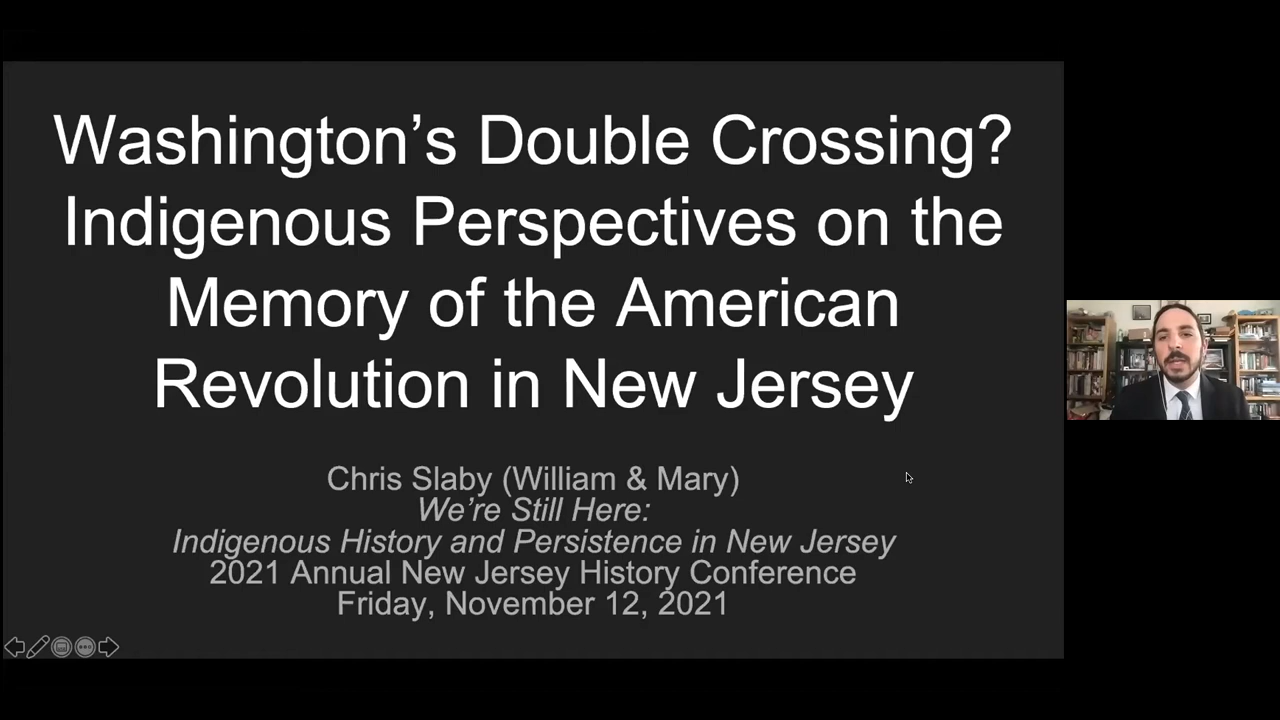 Washington’s Double Crossing?
Indigenous Perspectives on the
Memory of the American
Revolution in New Jersey
Chris Slaby (William & Mary)
We’re Still Here:
Indigenous History and Persistence in New Jersey
2021 Annual New Jersey History Conference
Friday, November 12, 2021